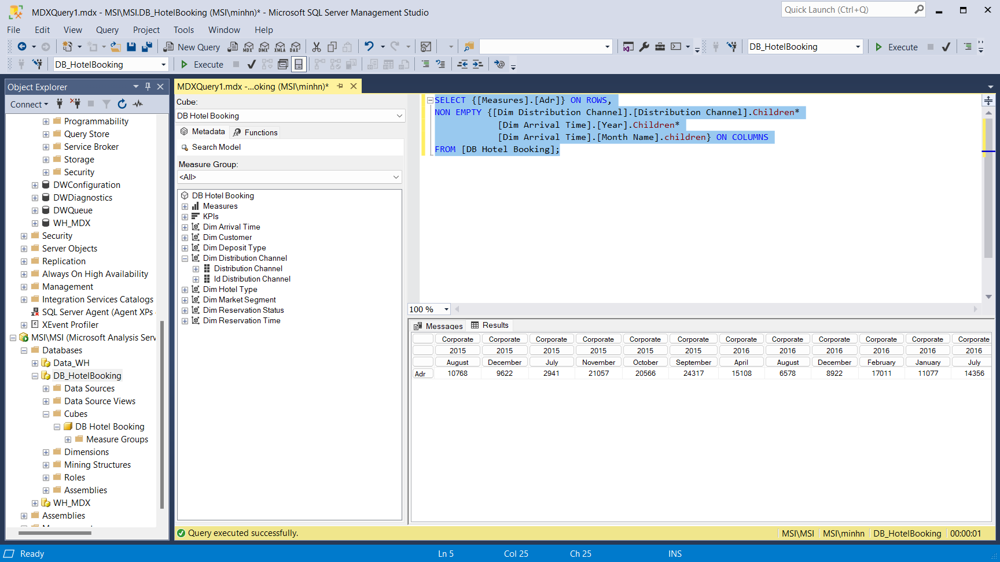 MDXQuery1.mdx - MSI\MSI.DB_HotelBooking (MSI\minhn)* - Microsoft SQL Server Management Studio
Quick Launch (Ctrl+Q)
File Edit View Query Project Tools Window Help
New Query MDX DMX XMLA DAX DB_HotelBooking Execute
DB_HotelBooking Execute
Object Explorer
Connect
Programmability
Query Store
Service Broker
Storage
Security
DWConfiguration
DWDiagnostics
DWQueue
WH_MDX
Security
Server Objects
Replication
Always On High Availability
Management
Integration Services Catalogs
SQL Server Agent (Agent XPs
XEvent Profiler
MSI\MSI (Microsoft Analysis Serv
Databases
Data_WH
DB_HotelBooking
Data Sources
Data Source Views
Cubes
DB Hotel Booking
Measure Groups
Dimensions
Mining Structures
Roles
Assemblies
WH_MDX
Assemblies
MDXQuery1.mdx -...oking (MSI\minhn)*
Cube:
DB Hotel Booking
Metadata Functions
Search Model
Measure Group:
<All>
DB Hotel Booking
Measures
KPIs
Dim Arrival Time
Dim Customer
Dim Deposit Type
Dim Distribution Channel
Distribution Channel
Id Distribution Channel
Dim Hotel Type
Dim Market Segment
Dim Reservation Status
Dim Reservation Time
SELECT {[Measures].[Adr]} ON ROWS,
NON EMPTY {[Dim Distribution Channel].[Distribution Channel].Children*
[Dim Arrival Time].[Year].Children*
[Dim Arrival Time].[Month Name].children} ON COLUMNS
FROM [DB Hotel Booking];
100 %
Messages Results
Corporate Corporate Corporate Corporate Corporate Corporate Corporate Corporate Corporate Corporate Corporate Corporate
2015 2015 2015 2015 2015 2015 2016 2016 2016 2016 2016 2016
August December July November October September April August December February January July
Adr 10768 9622 2941 21057 20566 24317 15108 6578 8922 17011 11077 14356
Query executed successfully. MSI\MSI MSI\minhn DB_HotelBooking 00:00:01
Ready Ln 5 Col 25 Ch 25 INS